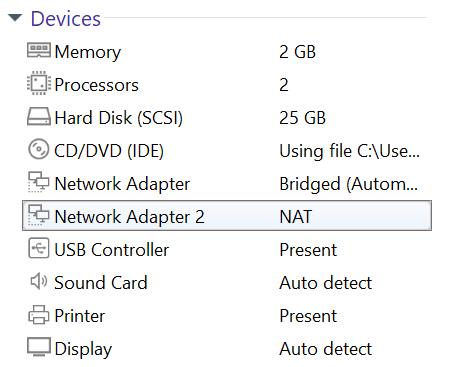 Devices
Memory 2 GB
Processors 2
Hard Disk (SCSI) 25 GB
CD/DVD (IDE) Using file C:\Use...
Network Adapter Bridged (Autom...
Network Adapter 2 NAT
USB Controller Present
Sound Card Auto detect
Printer Present
Display Auto detect